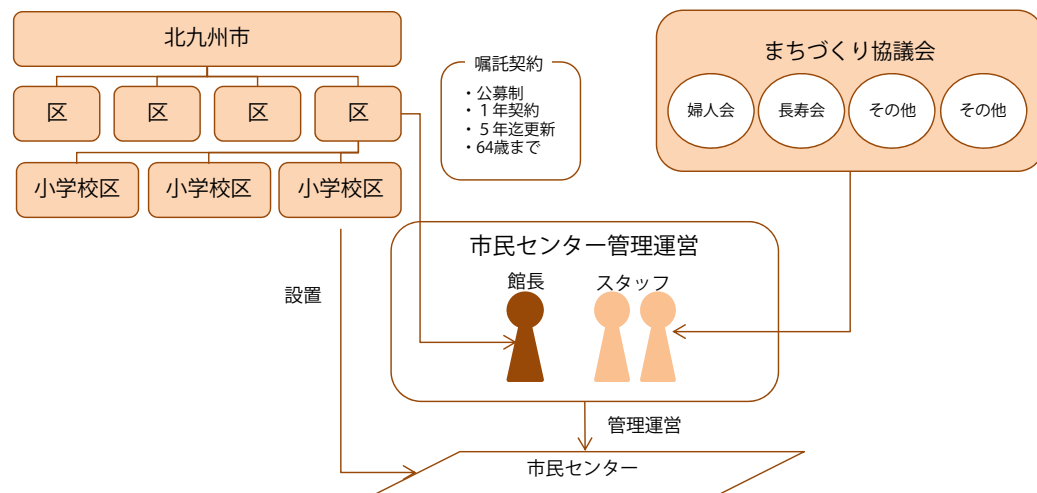 北九州市
区
区
区
区
小学校区
小学校区
小学校区
嘱託契約
・公募制
・１年契約
・５年迄更新
・64歳まで
まちづくり協議会
婦人会
長寿会
その他
その他
市民センター管理運営
館長
スタッフ
設置
管理運営
市民センター